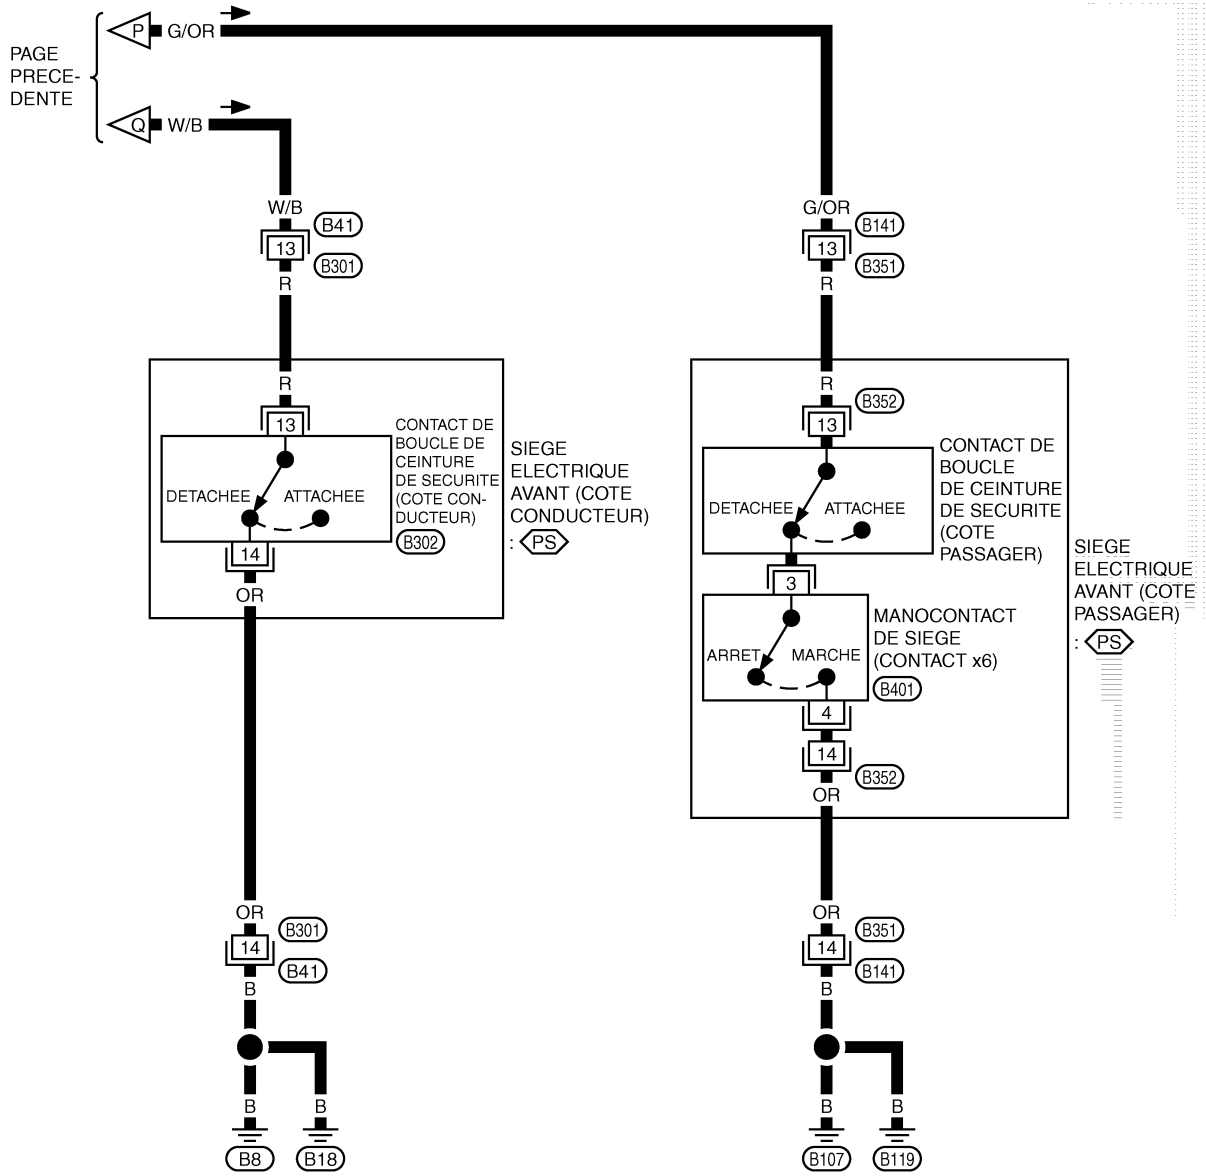 PAGE
PRECE-
DENTE
P
G/OR
Q
W/B
W/B
B41
13
B301
R
R
13
CONTACT DE
BOUCLE DE
CEINTURE
DE SECURITE
(COTE CON-
DUCTEUR)
B302
DETACHEE
ATTACHEE
14
OR
SIEGE
ELECTRIQUE
AVANT (COTE
CONDUCTEUR)
: PS
OR
B301
14
B41
B
B
B
B8
B18
G/OR
B141
13
B351
R
R
B352
13
CONTACT DE
BOUCLE
DE CEINTURE
DE SECURITE
(COTE
PASSAGER)
DETACHEE
ATTACHEE
3
MANOCONTACT
DE SIEGE
(CONTACT x6)
B401
ARRET
MARCHE
4
14
B352
OR
SIEGE
ELECTRIQUE
AVANT (COTE
PASSAGER)
: PS
OR
B351
14
B141
B
B
B
B107
B119